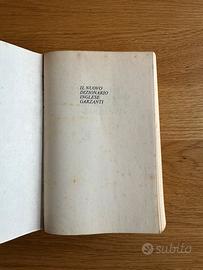 IL NUOVO
DIZIONARIO
INGLESE
GARZANTI
subito